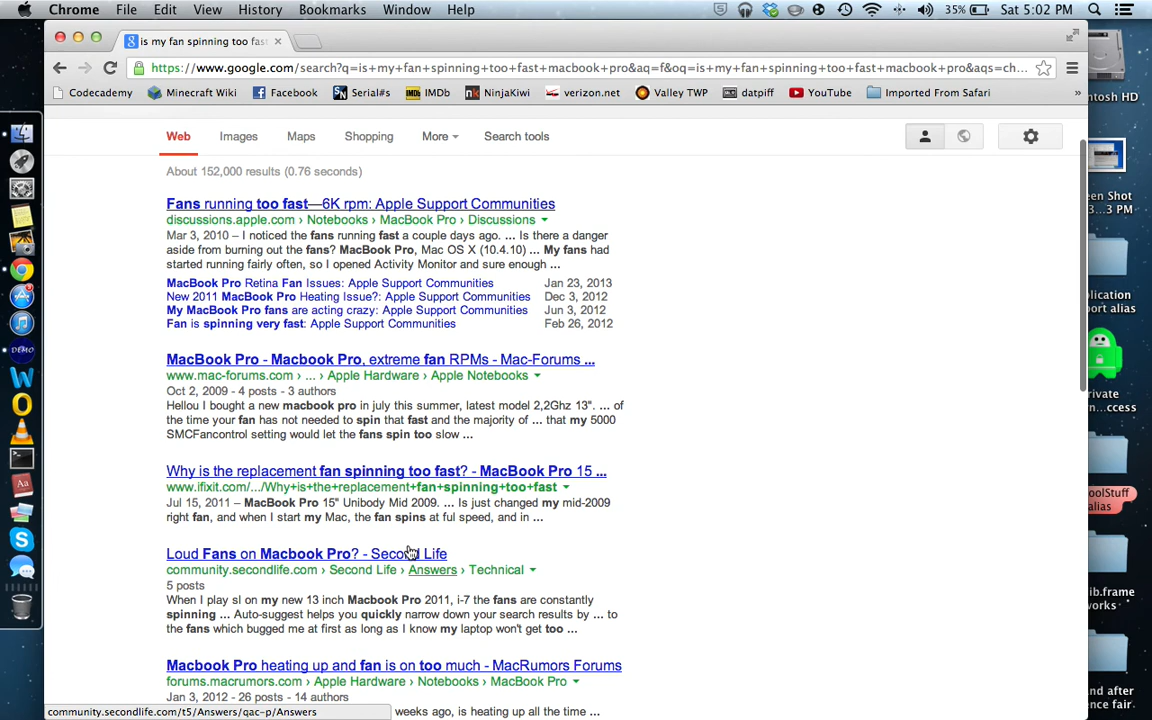 Chrome File Edit View History Bookmarks Window Help 35% Sat 5:02 PM
is my fan spinning too fast
https://www.google.com/search?q=is+my+fan+spinning+too+fast+macbook+pro&aq=f&oq=is+my+fan+spinning+too+fast+macbook+pro&aqs=ch...
Codecademy Minecraft Wiki Facebook Serial#s IMDb NinjaKiwi verizon.net Valley TWP datpiff YouTube Imported From Safari »
Web Images Maps Shopping More Search tools
About 152,000 results (0.76 seconds)
Fans running too fast—6K rpm: Apple Support Communities
discussions.apple.com › Notebooks › MacBook Pro › Discussions
Mar 3, 2010 – I noticed the fans running fast a couple days ago. ... Is there a danger
aside from burning out the fans? MacBook Pro, Mac OS X (10.4.10) ... My fans had
started running fairly often, so I opened Activity Monitor and sure enough ...
MacBook Pro Retina Fan Issues: Apple Support Communities Jan 23, 2013
New 2011 MacBook Pro Heating Issue?: Apple Support Communities Dec 3, 2012
My MacBook Pro fans are acting crazy: Apple Support Communities Jun 3, 2012
Fan is spinning very fast: Apple Support Communities Feb 26, 2012
MacBook Pro - Macbook Pro, extreme fan RPMs - Mac-Forums ...
www.mac-forums.com › ... › Apple Hardware › Apple Notebooks
Oct 2, 2009 - 4 posts - 3 authors
Hellou I bought a new macbook pro in july this summer, latest model 2,2Ghz 13". ... of
the time your fan has not needed to spin that fast and the majority of ... that my 5000
SMCFancontrol setting would let the fans spin too slow ...
Why is the replacement fan spinning too fast? - MacBook Pro 15 ...
www.ifixit.com/.../Why+is+the+replacement+fan+spinning+too+fast
Jul 15, 2011 – MacBook Pro 15" Unibody Mid 2009. ... Is just changed my mid-2009
right fan, and when I start my Mac, the fan spins at ful speed, and in ...
Loud Fans on Macbook Pro? - Second Life
community.secondlife.com › Second Life › Answers › Technical
5 posts
When I play sl on my new 13 inch Macbook Pro 2011, i-7 the fans are constantly
spinning ... Auto-suggest helps you quickly narrow down your search results by ... to
the fans which bugged me at first as long as I know my laptop won't get too ...
Macbook Pro heating up and fan is on too much - MacRumors Forums
forums.macrumors.com › Apple Hardware › Notebooks › MacBook Pro
Jan 3, 2012 - 26 posts - 14 authors
weeks ago, is heating up all the time ...
community.secondlife.com/t5/Answers/qac-p/Answers
DEMO
ntosh HD
een Shot
3...3 PM
plication
port alias
rivate
n...ccess
oolStuff
alias
ib.frame
works
nd after
ence fair.